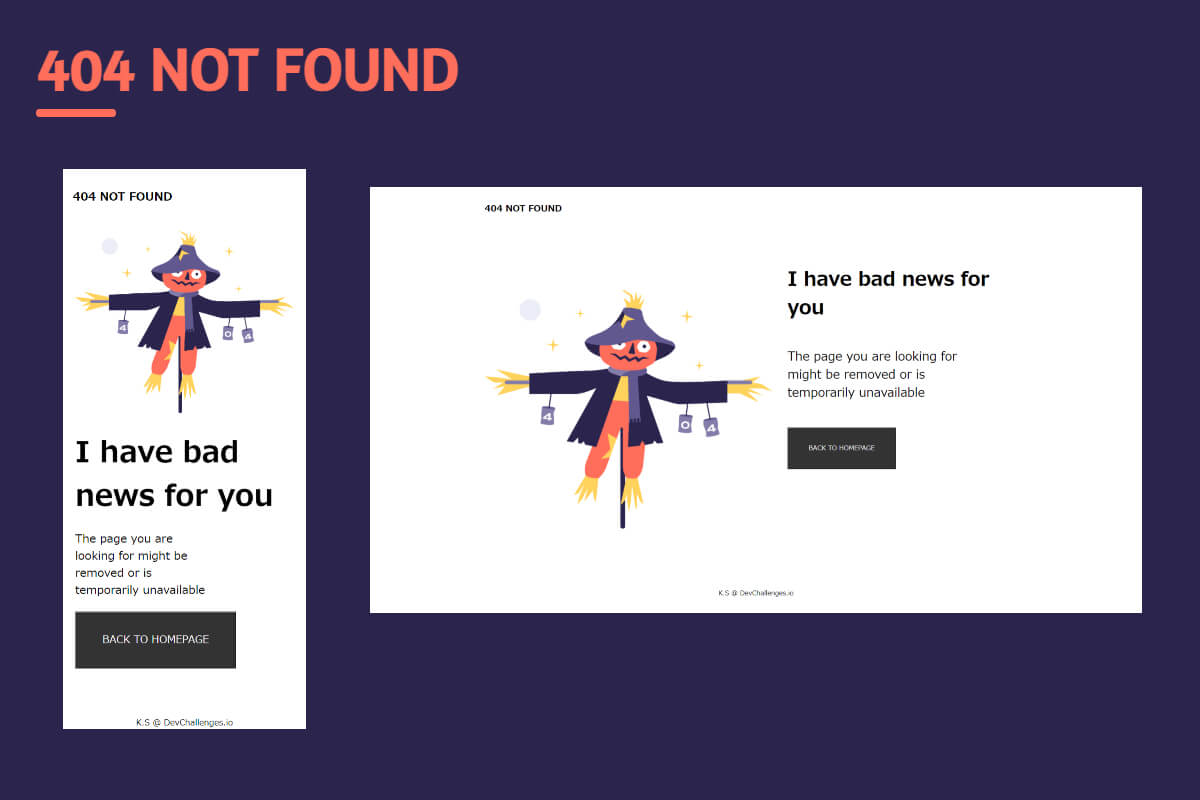 404 NOT FOUND
404 NOT FOUND
4
0
4
I have bad
news for you
The page you are
looking for might be
removed or is
temporarily unavailable
BACK TO HOMEPAGE
K.S @ DevChallenges.io
404 NOT FOUND
4
0
4
I have bad news for
you
The page you are looking for
might be removed or is
temporarily unavailable
BACK TO HOMEPAGE
K.S @ DevChallenges.io